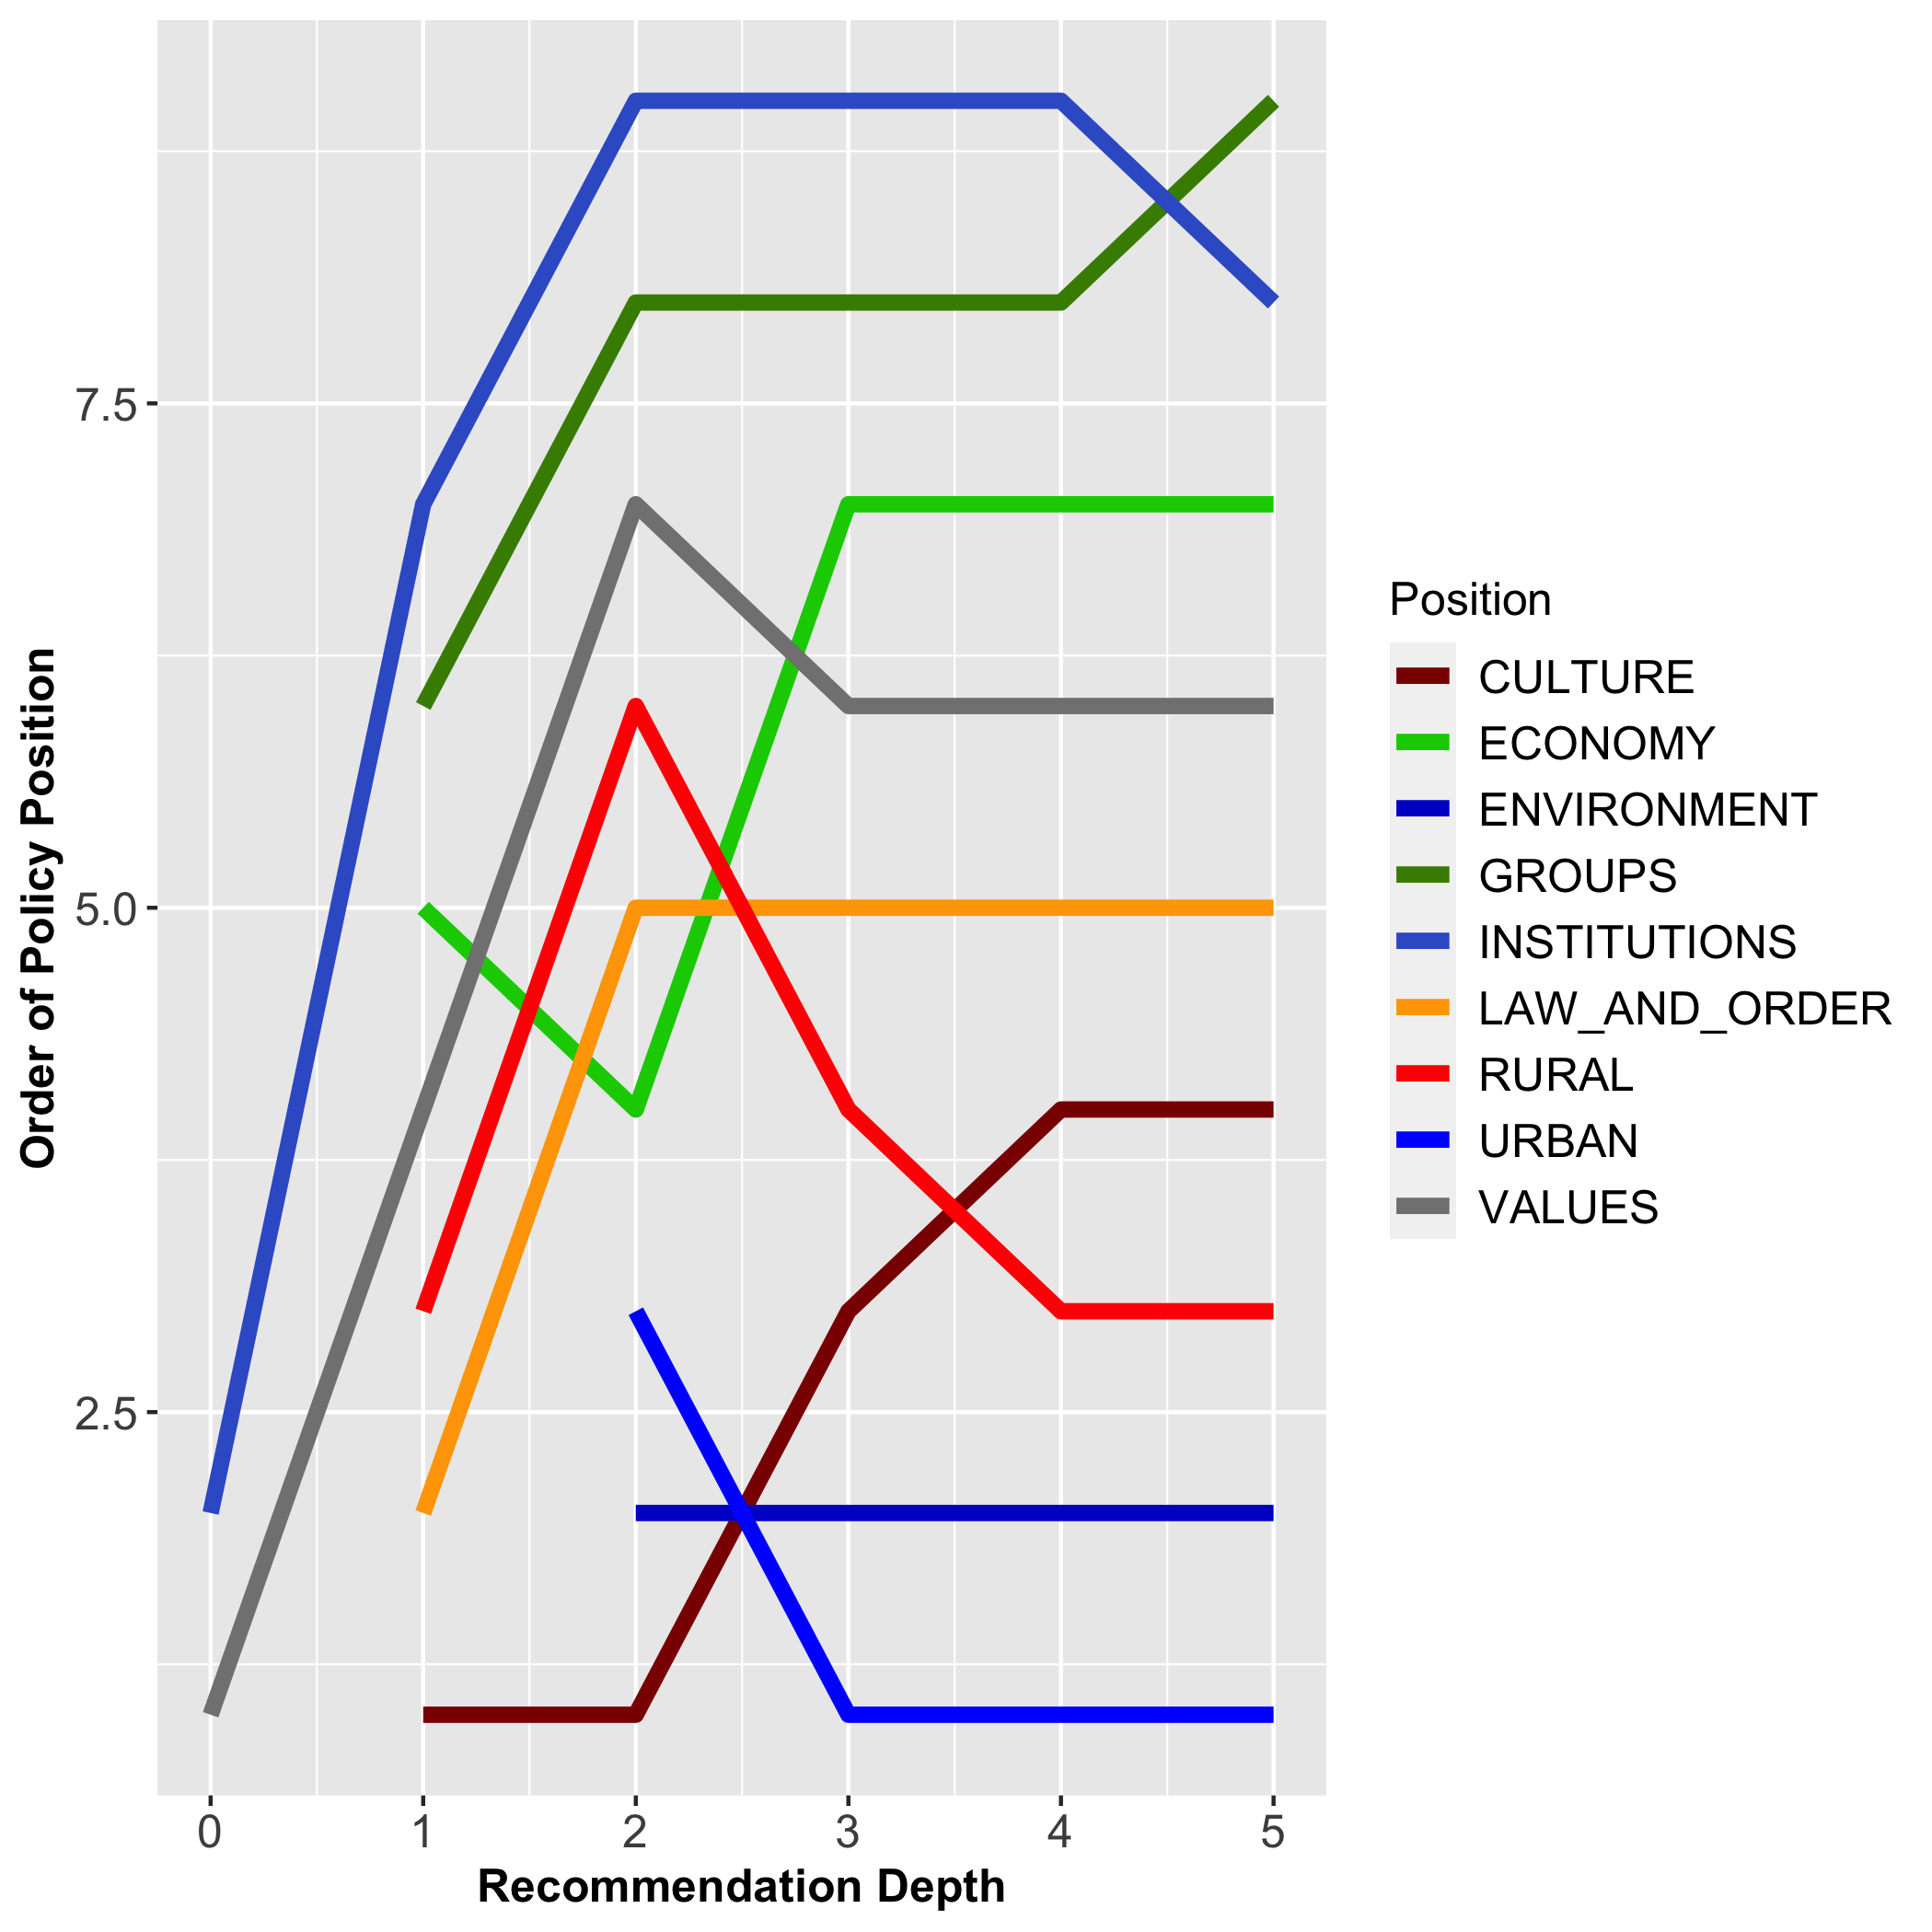 Order of Policy Position
7.5
5.0
2.5
0 1 2 3 4 5
Recommendation Depth
Position
CULTURE
ECONOMY
ENVIRONMENT
GROUPS
INSTITUTIONS
LAW_AND_ORDER
RURAL
URBAN
VALUES